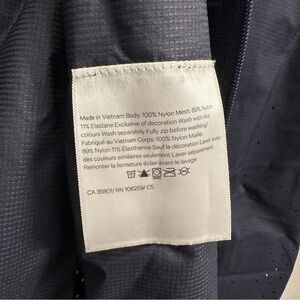 Made in Vietnam Body: 100% Nylon Mesh: 89% Nylon
11% Elastane Exclusive of decoration Wash with like
colours Wash separately Fully zip before washing/
Fabriqué au Vietnam Corps: 100% Nylon Maille:
89% Nylon 11% Élasthanne Sauf la décoration Laver avec
des couleurs similaires seulement Laver séparément
Remonter la fermeture éclair avant le lavage
CA 35801/ RN 106259/ C5